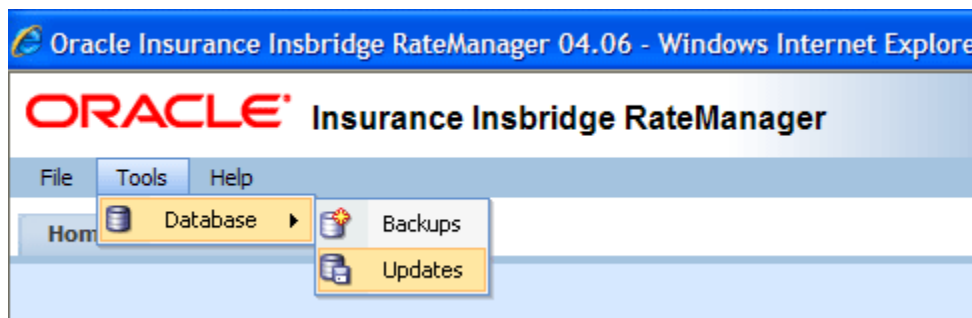 Oracle Insurance Insbridge RateManager 04.06 - Windows Internet Explore
ORACLE Insurance Insbridge RateManager
File Tools Help
Database Backups
Hom
Updates